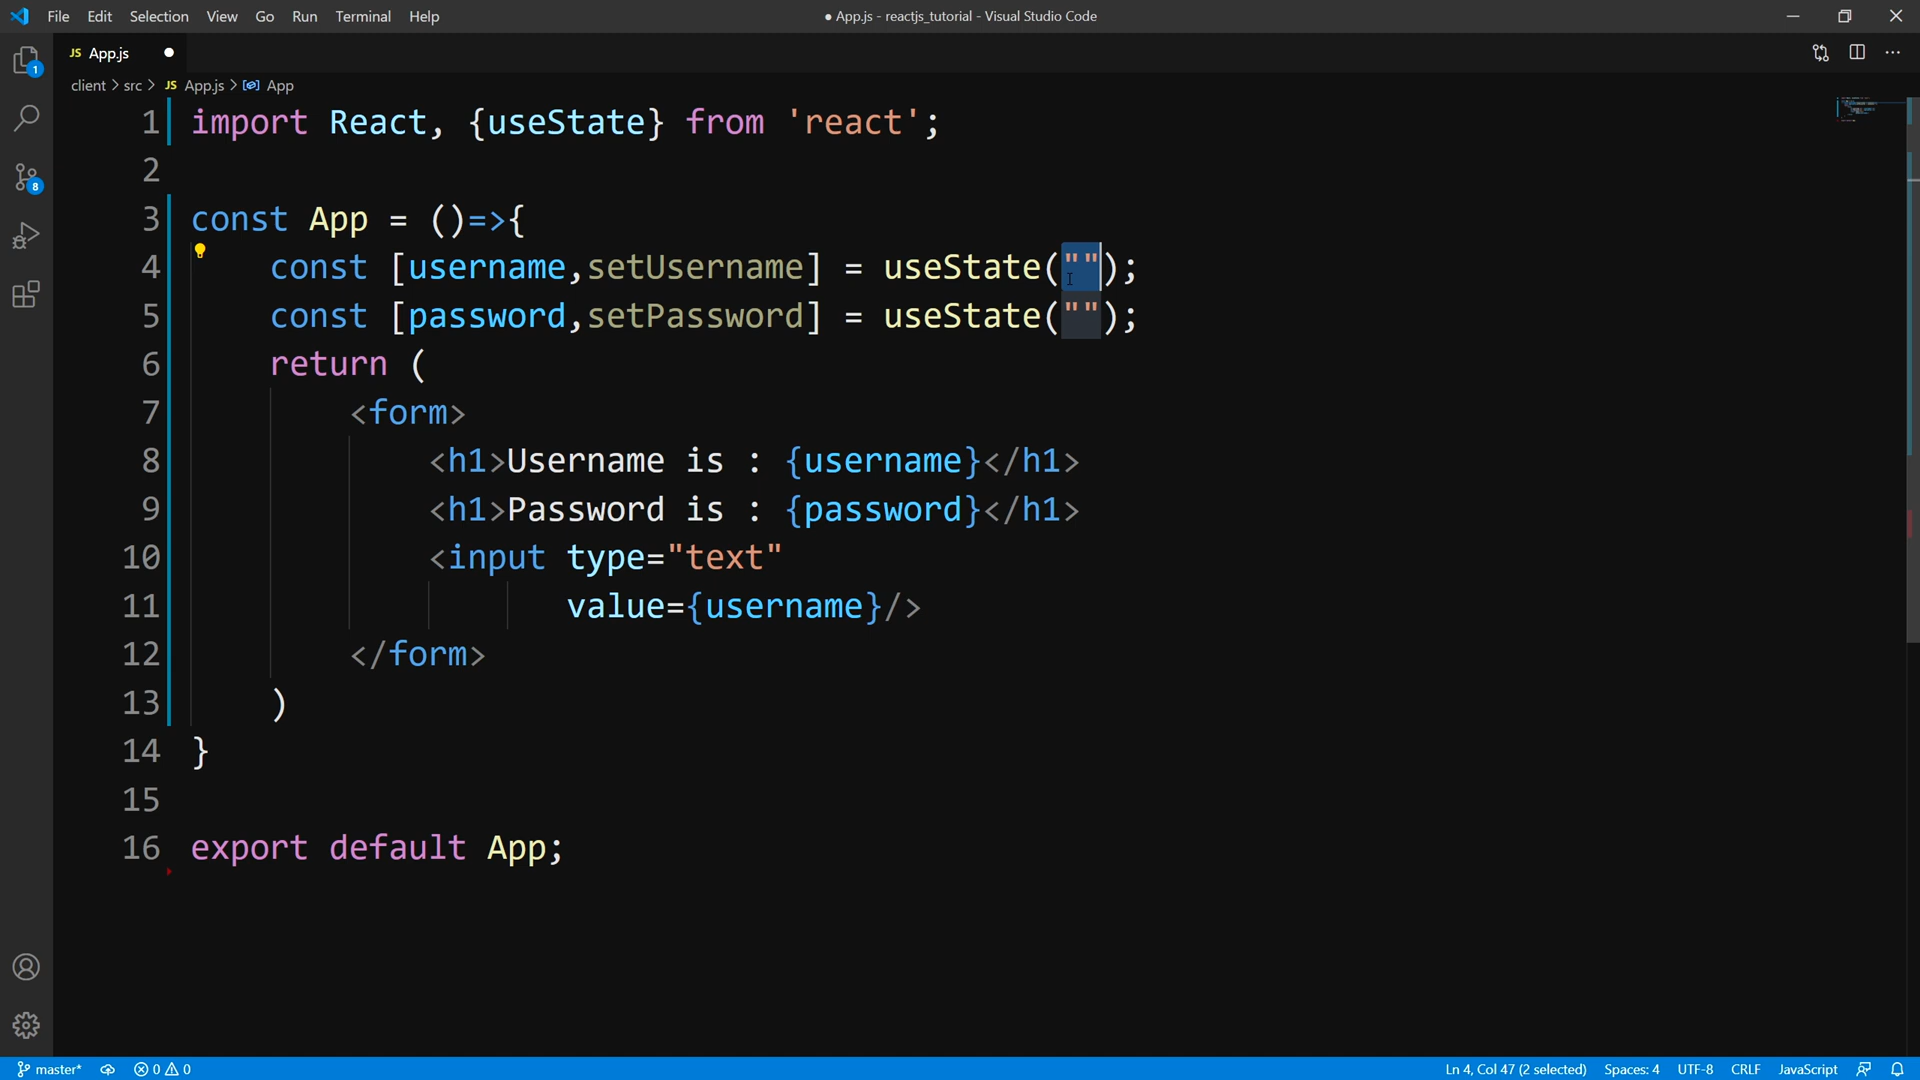 File Edit Selection View Go Run Terminal Help
● App.js - reactjs_tutorial - Visual Studio Code
JS App.js
client > src > JS App.js > App
1 import React, {useState} from 'react';
2
3 const App = ()=>{
4 const [username,setUsername] = useState("");
5 const [password,setPassword] = useState("");
6 return (
7 <form>
8 <h1>Username is : {username}</h1>
9 <h1>Password is : {password}</h1>
10 <input type="text"
11 value={username}/>
12 </form>
13 )
14 }
15
16 export default App;
1
8
master* 0 0 Ln 4, Col 47 (2 selected) Spaces: 4 UTF-8 CRLF JavaScript